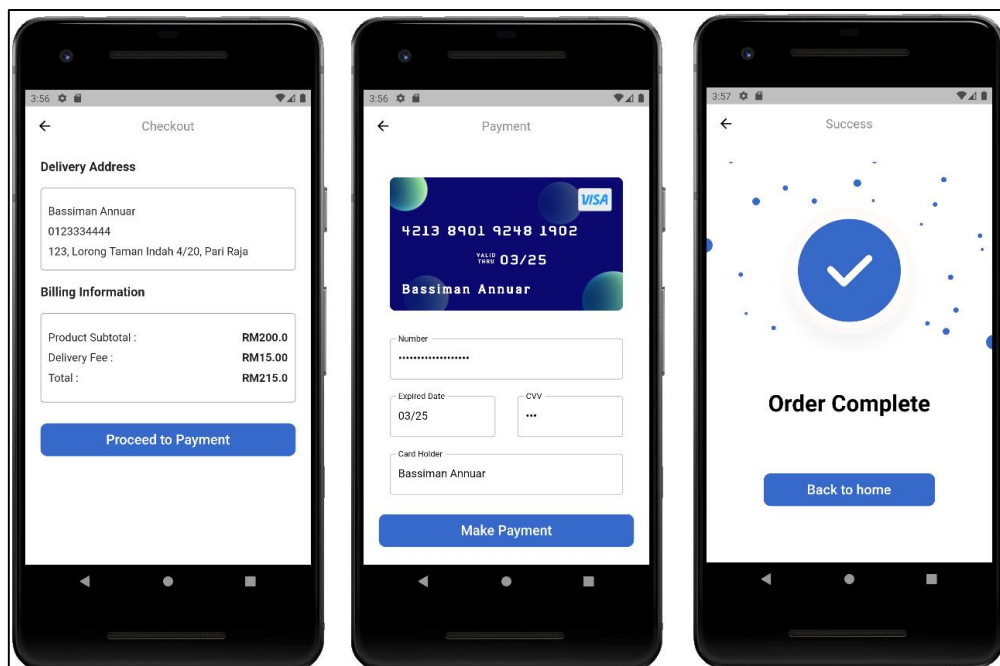 3:56
Checkout
Delivery Address
Bassiman Annuar
0123334444
123, Lorong Taman Indah 4/20, Pari Raja
Billing Information
Product Subtotal : RM200.0
Delivery Fee : RM15.00
Total : RM215.0
Proceed to Payment
3:56
Payment
VISA
4213 8901 9248 1902
VALID THRU 03/25
Bassiman Annuar
Number
•••••••••••••••••••
Expired Date CVV
03/25 •••
Card Holder
Bassiman Annuar
Make Payment
3:57
Success
Order Complete
Back to home